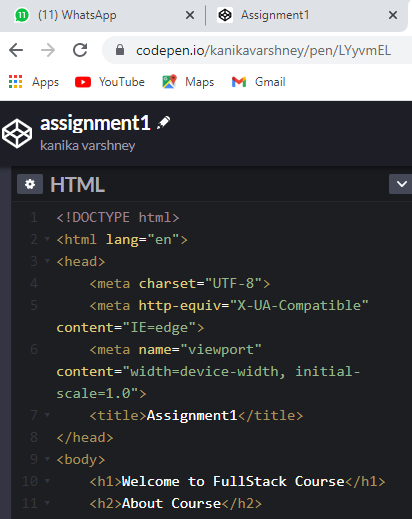 (11) WhatsApp
Assignment1
codepen.io/kanikavarshney/pen/LYyvmEL
Apps YouTube Maps Gmail
assignment1
kanika varshney
HTML
1 <!DOCTYPE html>
2 <html lang="en">
3 <head>
4 <meta charset="UTF-8">
5 <meta http-equiv="X-UA-Compatible"
content="IE=edge">
6 <meta name="viewport"
content="width=device-width, initial-
scale=1.0">
7 <title>Assignment1</title>
8 </head>
9 <body>
10 <h1>Welcome to FullStack Course</h1>
11 <h2>About Course</h2>